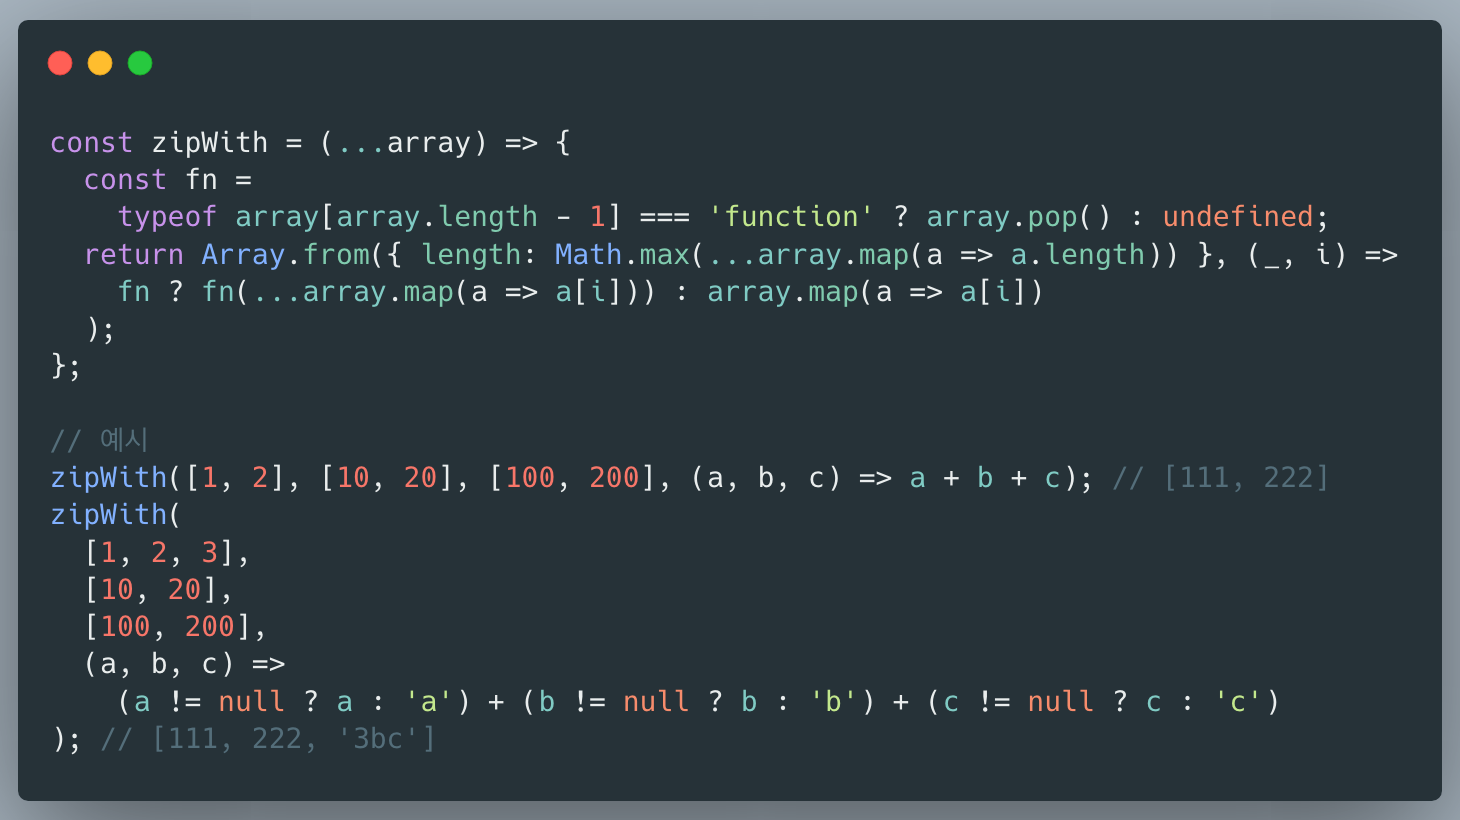 const zipWith = (...array) => {
  const fn =
    typeof array[array.length - 1] === 'function' ? array.pop() : undefined;
  return Array.from({ length: Math.max(...array.map(a => a.length)) }, (_, i) =>
    fn ? fn(...array.map(a => a[i])) : array.map(a => a[i])
  );
};

// 예시
zipWith([1, 2], [10, 20], [100, 200], (a, b, c) => a + b + c); // [111, 222]
zipWith(
  [1, 2, 3],
  [10, 20],
  [100, 200],
  (a, b, c) =>
    (a != null ? a : 'a') + (b != null ? b : 'b') + (c != null ? c : 'c')
); // [111, 222, '3bc']